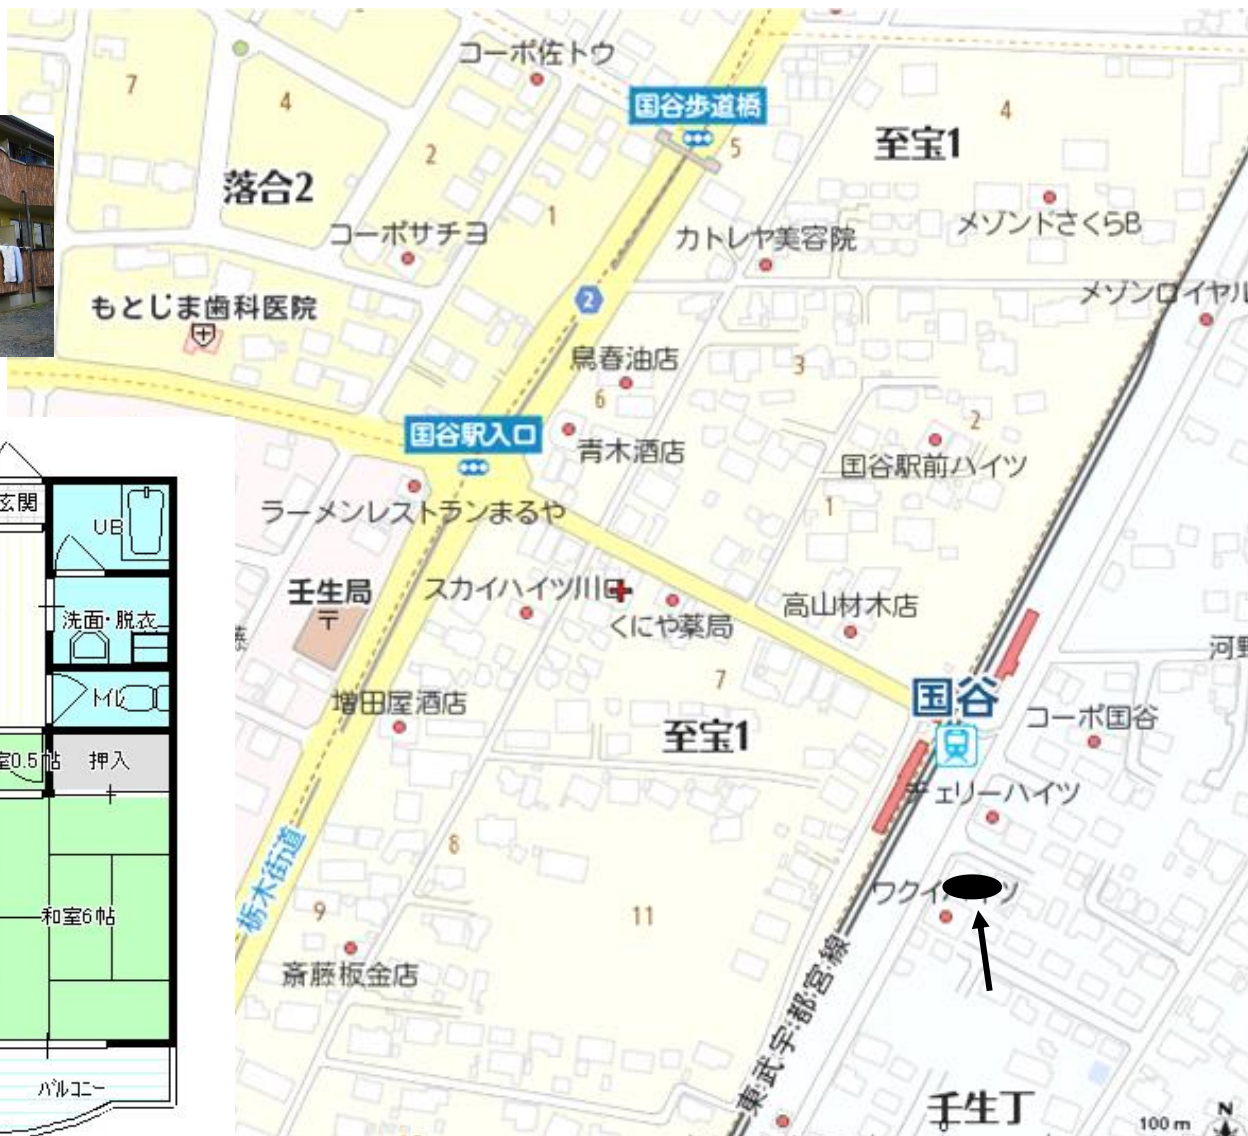 コーポ佐トウ
国谷歩道橋
7
4
4
至宝1
2
5
落合2
1
コーポサチヨ
カトレヤ美容院
メゾンドさくらB
もとじま歯科医院
2
メゾンロイヤル
鳥春油店
3
6
2
国谷駅入口
青木酒店
国谷駅前ハイツ
玄関
UB
ラーメンレストランまるや
1
壬生局
スカイハイツ川口
高山材木店
洗面・脱衣
くにや薬局
河野
7
国谷
増田屋酒店
至宝1
コーポ国谷
室0.5帖
押入
チェリーハイツ
8
栃木街道
9
11
和室6帖
斎藤板金店
東武宇都宮線
バルコニー
壬生丁
100 m
N